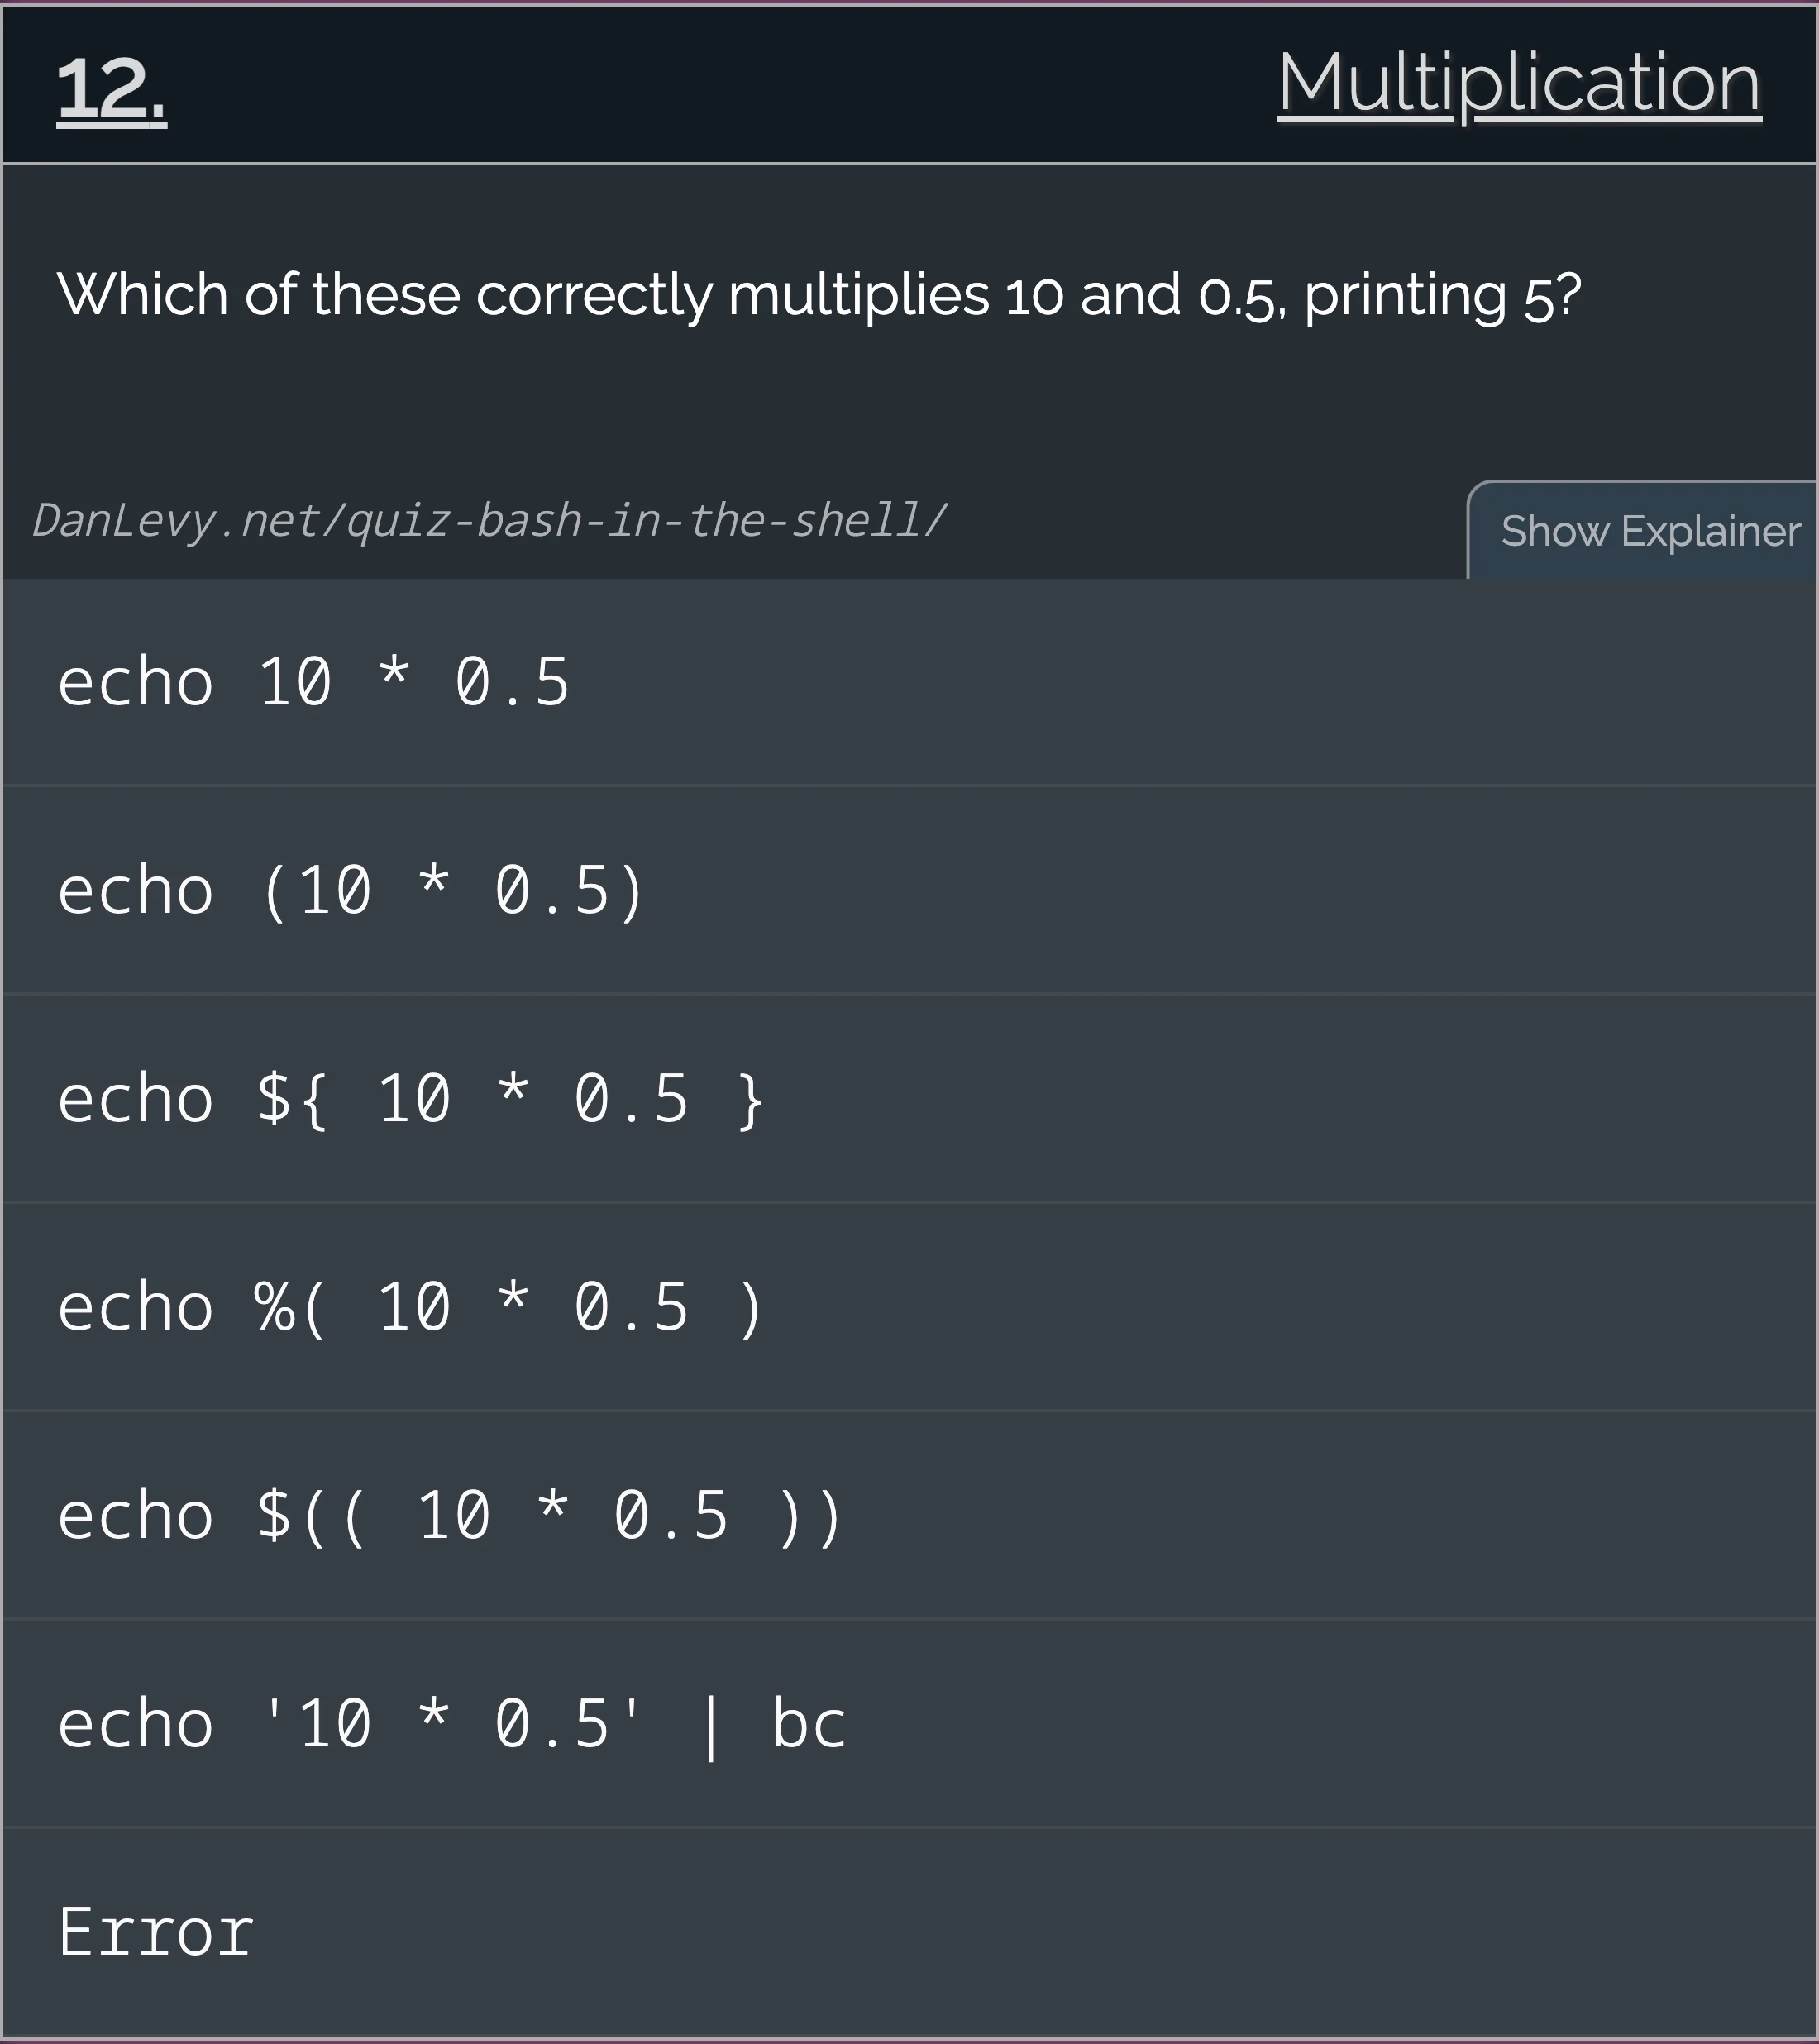 12.
Multiplication
Which of these correctly multiplies 10 and 0.5, printing 5?
DanLevy.net/quiz-bash-in-the-shell/
Show Explainer
echo 10 * 0.5
echo (10 * 0.5)
echo ${ 10 * 0.5 }
echo %( 10 * 0.5 )
echo $(( 10 * 0.5 ))
echo '10 * 0.5' | bc
Error